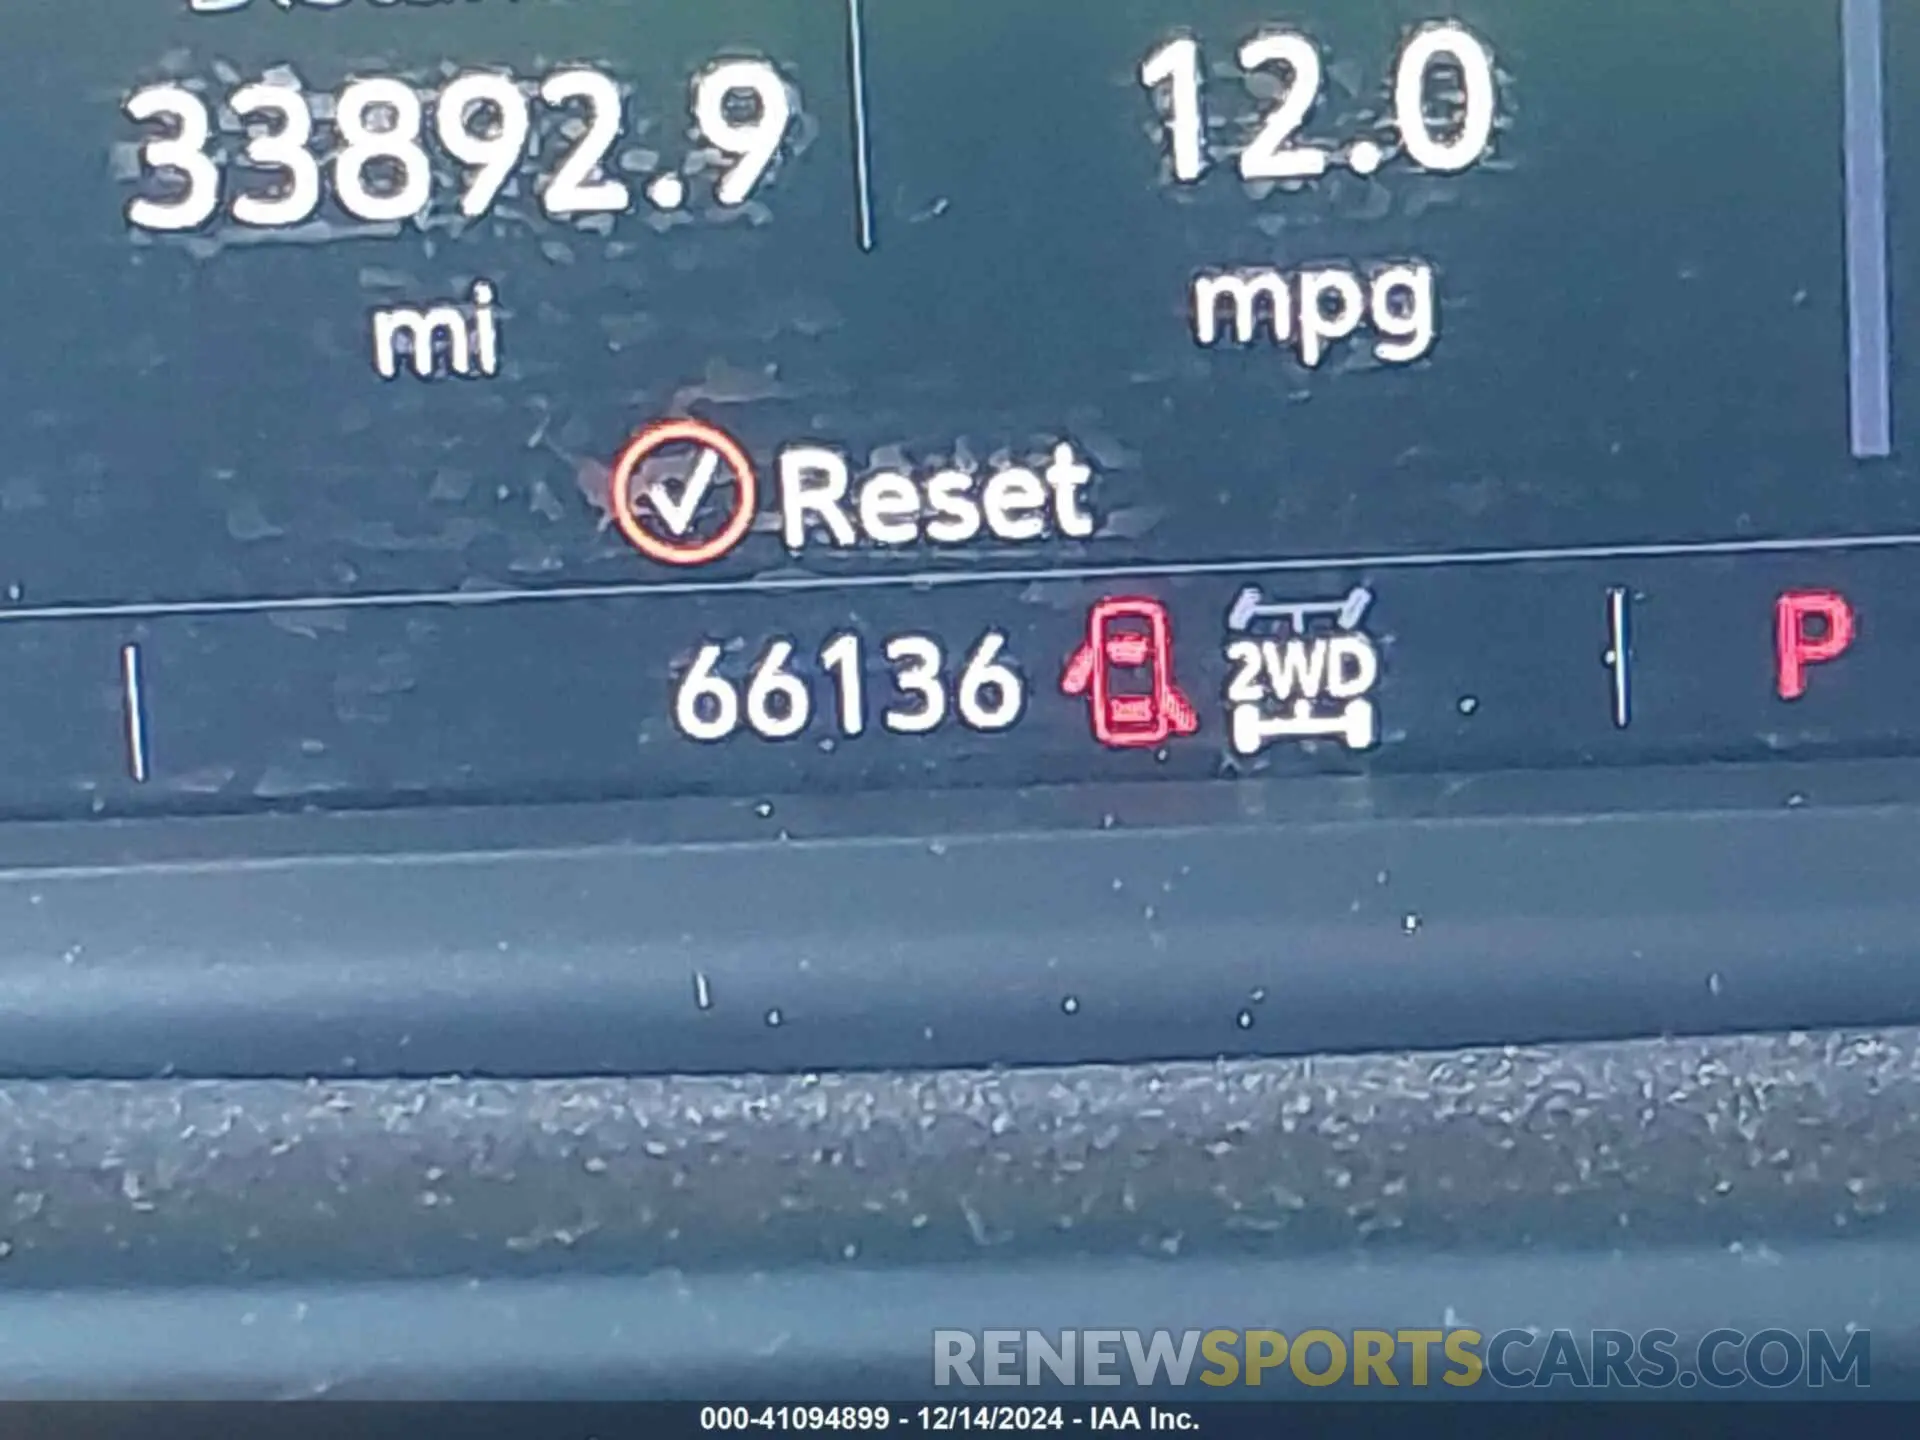 33892.9 12.0
mi mpg
Reset
66136 2WD P
RENEWSPORTSCARS.COM
000-41094899 - 12/14/2024 - IAA Inc.